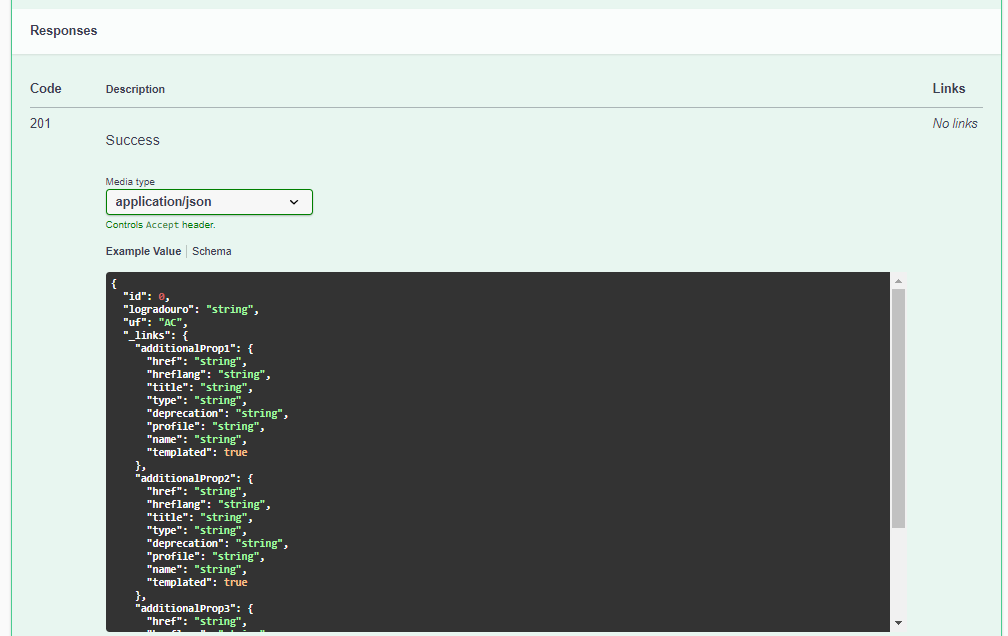 Responses
Code Description Links
201 Success No links
Media type
application/json
Controls Accept header.
Example Value Schema
{
  "id": 0,
  "logradouro": "string",
  "uf": "AC",
  "_links": {
    "additionalProp1": {
      "href": "string",
      "hreflang": "string",
      "title": "string",
      "type": "string",
      "deprecation": "string",
      "profile": "string",
      "name": "string",
      "templated": true
    },
    "additionalProp2": {
      "href": "string",
      "hreflang": "string",
      "title": "string",
      "type": "string",
      "deprecation": "string",
      "profile": "string",
      "name": "string",
      "templated": true
    },
    "additionalProp3": {
      "href": "string",